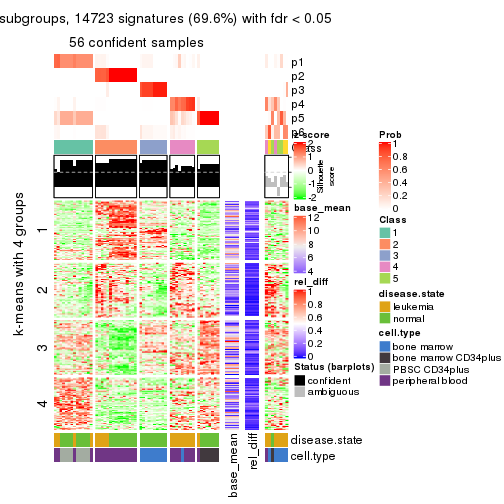 subgroups, 14723 signatures (69.6%) with fdr < 0.05
56 confident samples
p1
p2
p3
p4
p5
p6
z-score
2
1
0
-1
-2
Class
Silhouette
score
k-means with 4 groups
1
2
3
4
base_mean
12
10
8
6
4
rel_diff
1
0.8
0.6
0.4
0.2
0
Status (barplots)
confident
ambiguous
Prob
1
0.8
0.6
0.4
0.2
0
Class
1
2
3
4
5
disease.state
leukemia
normal
cell.type
bone marrow
bone marrow CD34plus
PBSC CD34plus
peripheral blood
disease.state
cell.type
base_mean
rel_diff